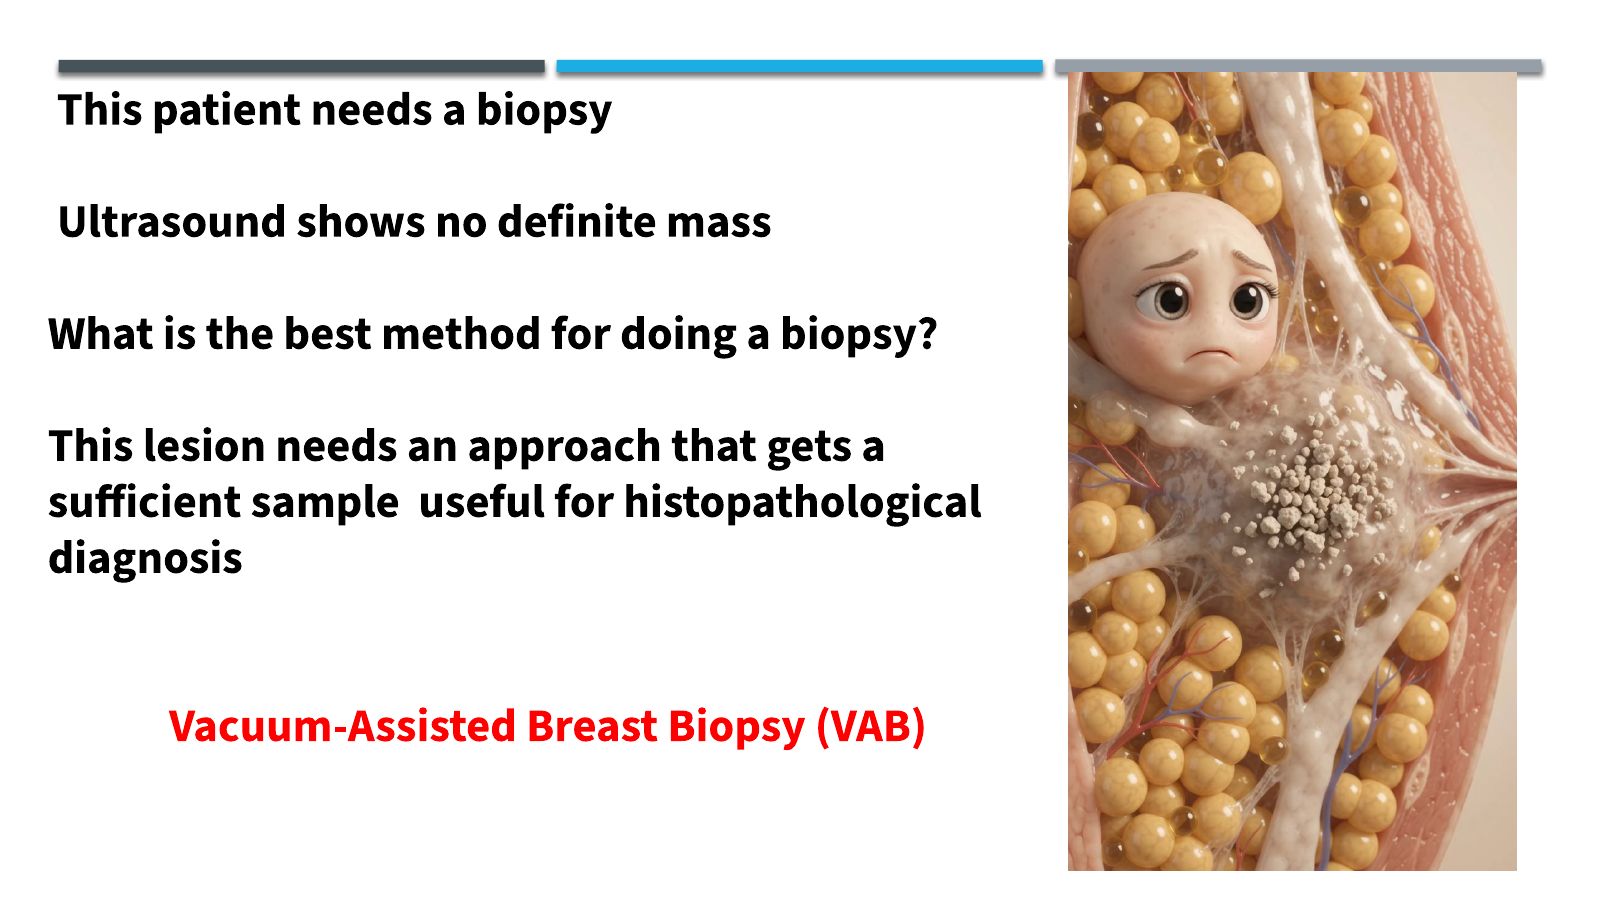 This patient needs a biopsy
Ultrasound shows no definite mass
What is the best method for doing a biopsy?
This lesion needs an approach that gets a
sufficient sample  useful for histopathological
diagnosis
Vacuum-Assisted Breast Biopsy (VAB)